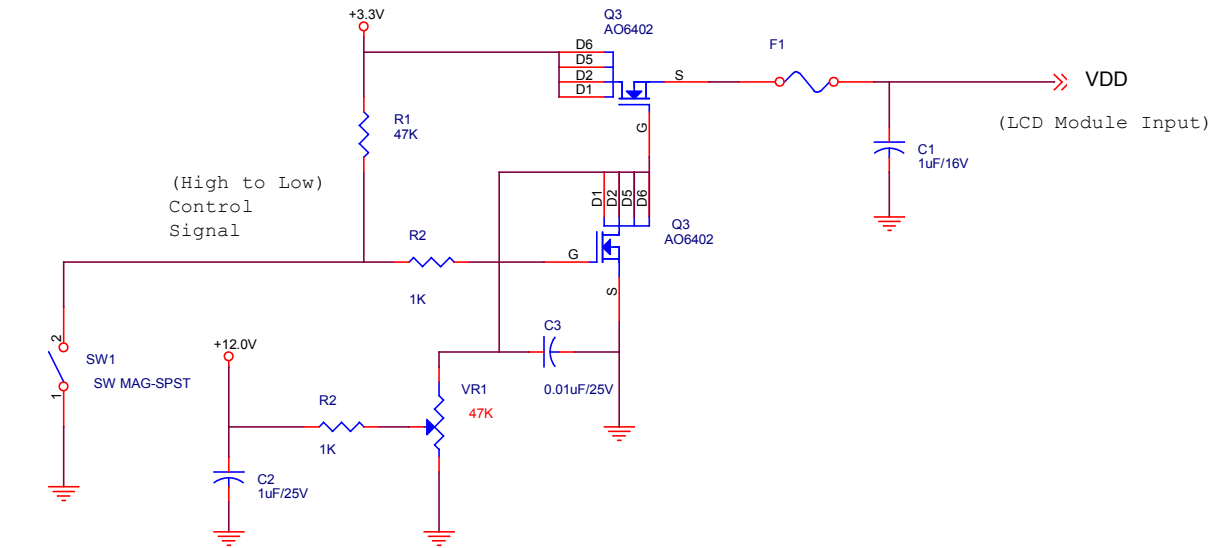 +3.3V
Q3
AO6402
D6
D5
D2
D1
S
G
F1
VDD
(LCD Module Input)
R1
47K
C1
1uF/16V
(High to Low)
Control
Signal
D1
D2
D5
D6
Q3
AO6402
R2
G
1K
S
2
SW1
SW MAG-SPST
1
+12.0V
C3
0.01uF/25V
VR1
47K
R2
1K
C2
1uF/25V